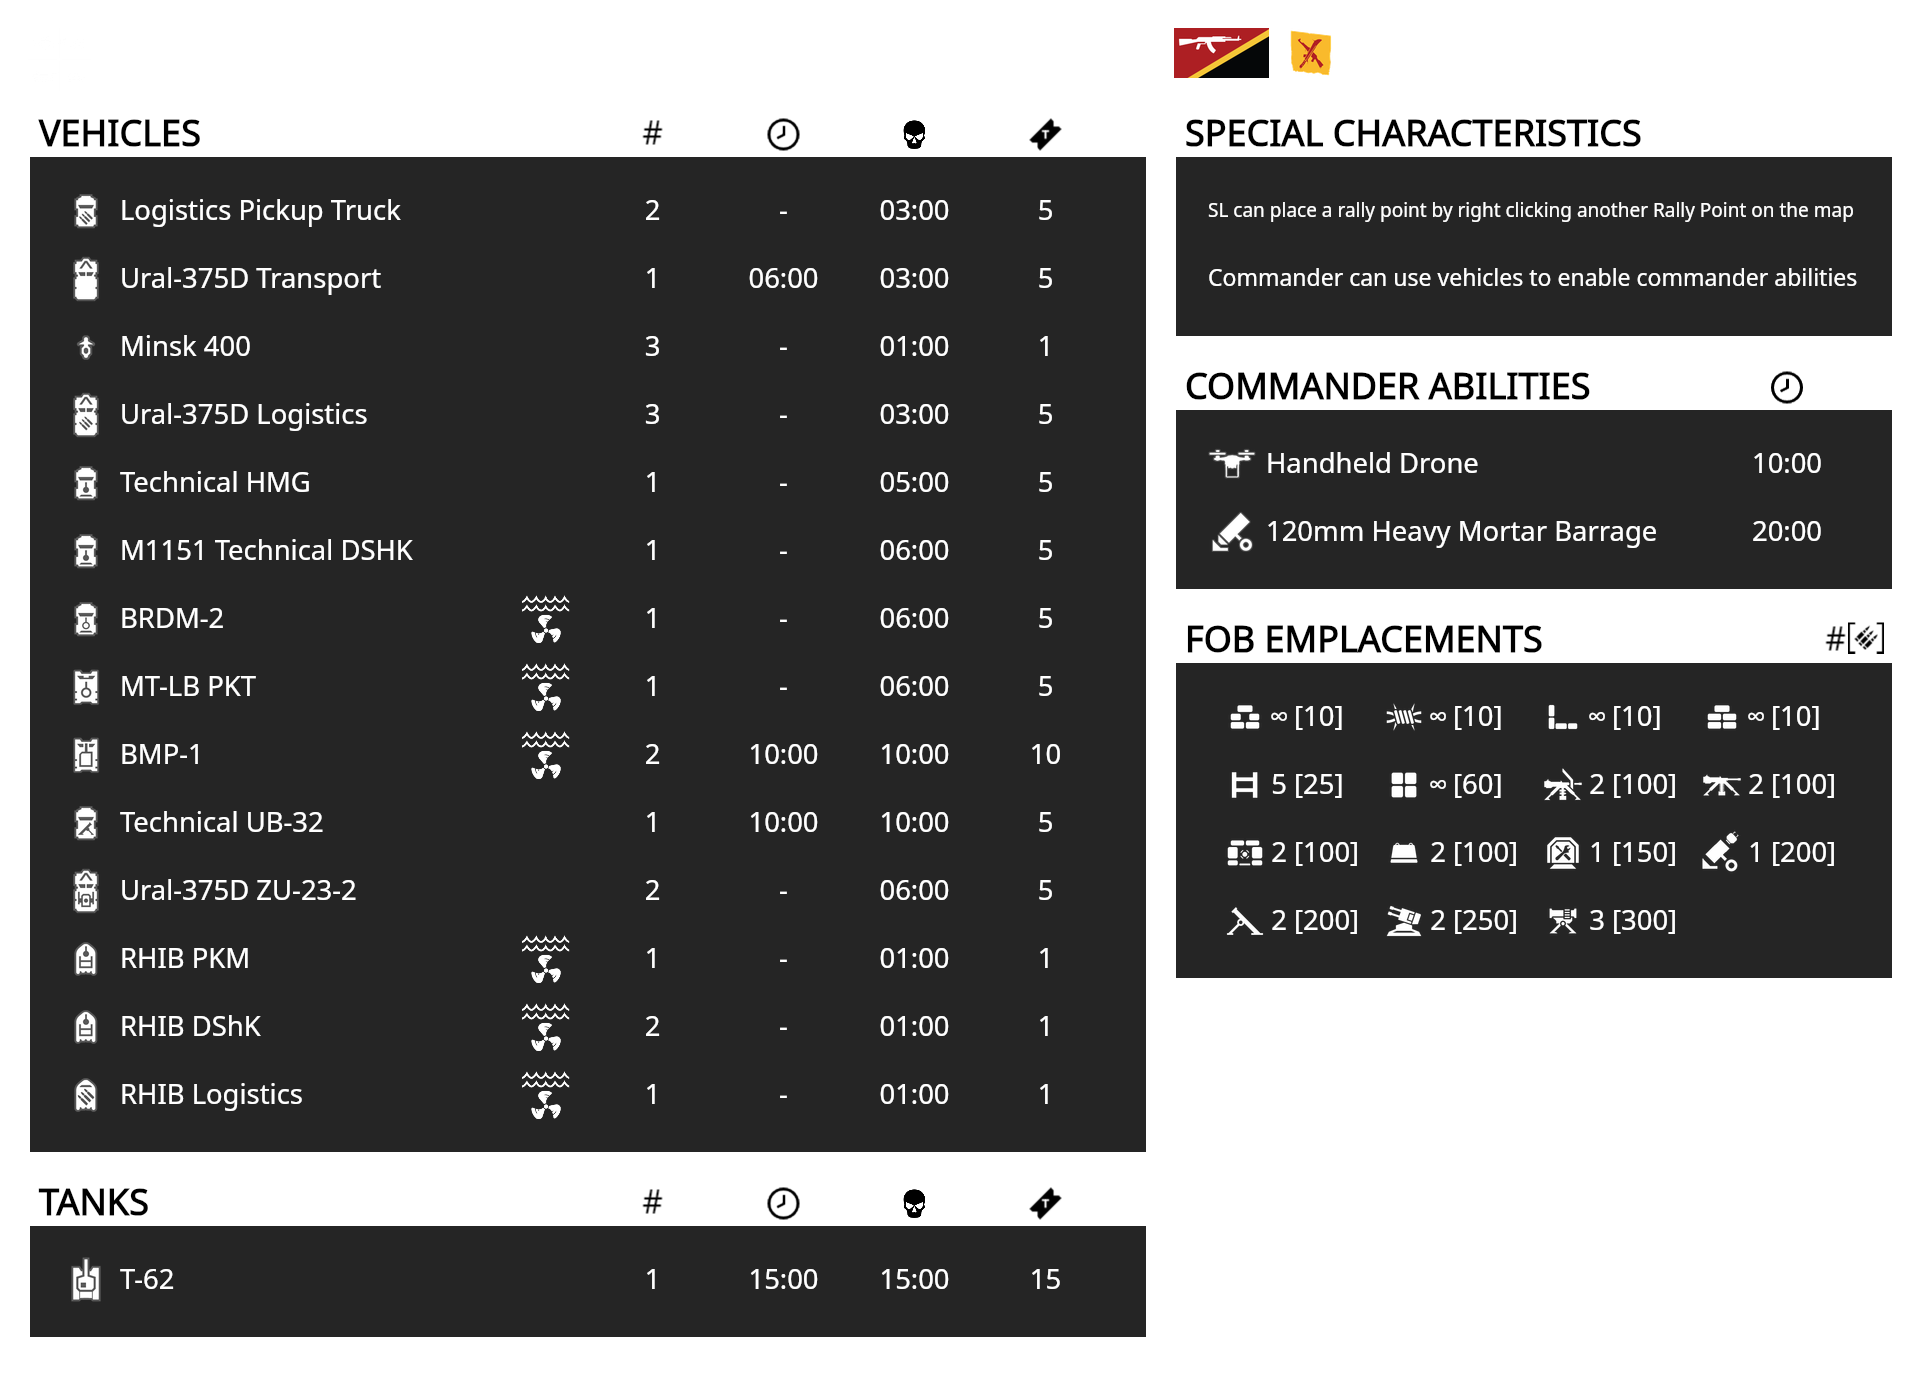 VEHICLES #
Logistics Pickup Truck 2 - 03:00 5
Ural-375D Transport 1 06:00 03:00 5
Minsk 400 3 - 01:00 1
Ural-375D Logistics 3 - 03:00 5
Technical HMG 1 - 05:00 5
M1151 Technical DSHK 1 - 06:00 5
BRDM-2 1 - 06:00 5
MT-LB PKT 1 - 06:00 5
BMP-1 2 10:00 10:00 10
Technical UB-32 1 10:00 10:00 5
Ural-375D ZU-23-2 2 - 06:00 5
RHIB PKM 1 - 01:00 1
RHIB DShK 2 - 01:00 1
RHIB Logistics 1 - 01:00 1
TANKS #
T-62 1 15:00 15:00 15
SPECIAL CHARACTERISTICS
SL can place a rally point by right clicking another Rally Point on the map
Commander can use vehicles to enable commander abilities
COMMANDER ABILITIES
Handheld Drone 10:00
120mm Heavy Mortar Barrage 20:00
FOB EMPLACEMENTS #[ ]
∞ [10] ∞ [10] ∞ [10] ∞ [10]
5 [25] ∞ [60] 2 [100] 2 [100]
2 [100] 2 [100] 1 [150] 1 [200]
2 [200] 2 [250] 3 [300]